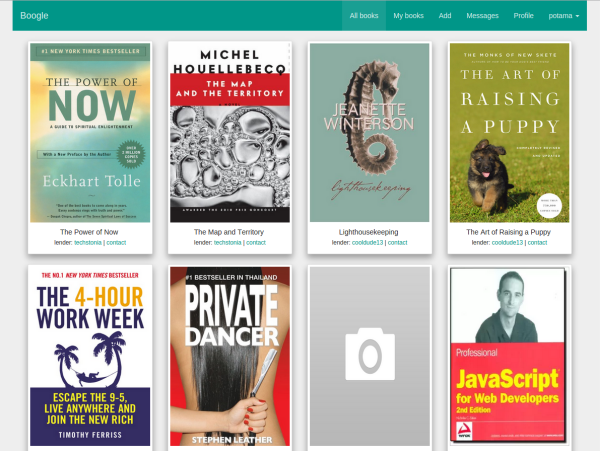 Boogle
All books
My books
Add
Messages
Profile
potama
#1 NEW YORK TIMES BESTSELLER
THE POWER OF
NOW
A GUIDE TO SPIRITUAL ENLIGHTENMENT
With a New Preface by the Author
OVER
2 MILLION
COPIES
SOLD
Eckhart Tolle
The Power of Now
lender: techstonia | contact
MICHEL
HOUELLEBECQ
THE MAP
AND THE TERRITORY
A NOVEL
The Map and Territory
lender: techstonia | contact
JEANETTE
WINTERSON
lighthousekeeping
Lighthousekeeping
lender: cooldude13 | contact
THE MONKS OF NEW SKETE
THE ART OF
RAISING
A PUPPY
The Art of Raising a Puppy
lender: cooldude13 | contact
THE NO.1 NEW YORK TIMES BESTSELLER
THE 4-HOUR
WORK WEEK
ESCAPE THE 9-5,
LIVE ANYWHERE AND
JOIN THE NEW RICH
TIMOTHY FERRISS
#1 BESTSELLER IN THAILAND
PRIVATE
DANCER
STEPHEN LEATHER
Professional
JavaScript
for Web Developers
2nd Edition